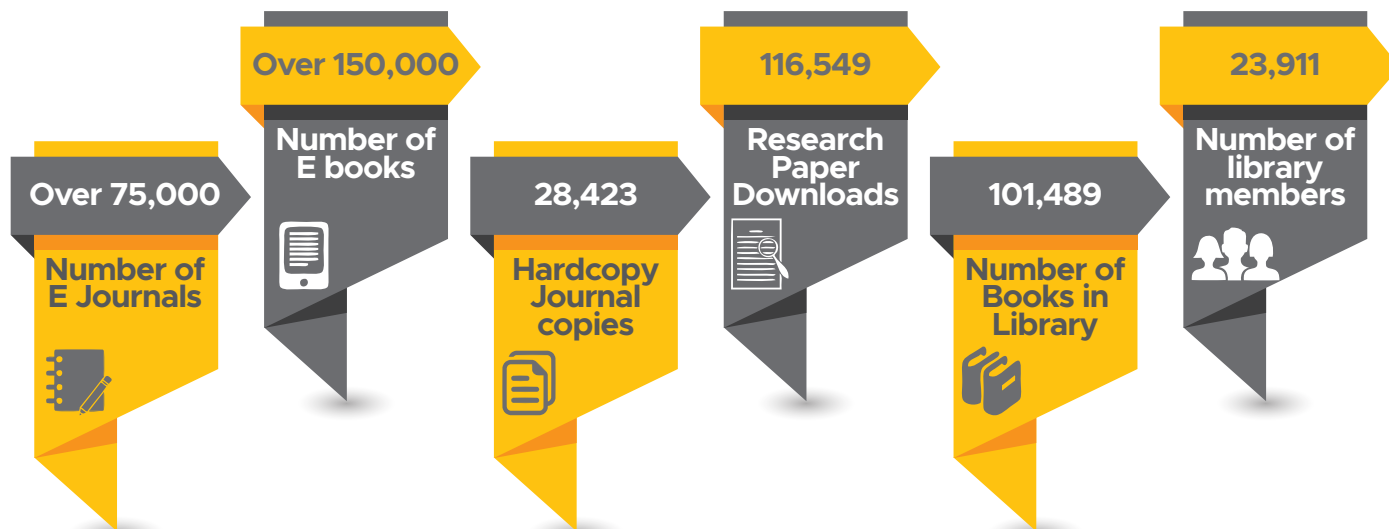 Over 75,000
Number of
E Journals
Over 150,000
Number of
E books
28,423
Hardcopy
Journal
copies
116,549
Research
Paper
Downloads
101,489
Number of
Books in
Library
23,911
Number of
library
members